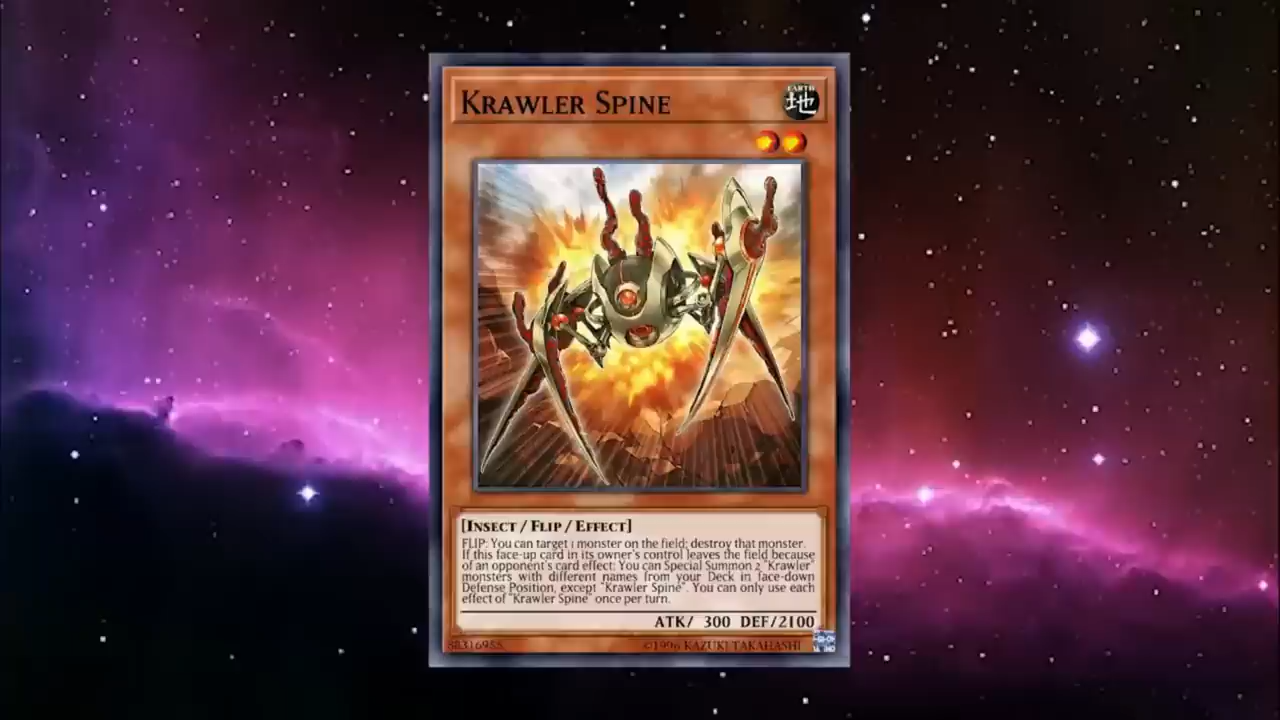 KRAWLER SPINE
EARTH
地
[INSECT / FLIP / EFFECT]
FLIP: You can target 1 monster on the field; destroy that monster.
If this face-up card in its owner's control leaves the field because
of an opponent's card effect: You can Special Summon 2 "Krawler"
monsters with different names from your Deck in face-down
Defense Position, except "Krawler Spine". You can only use each
effect of "Krawler Spine" once per turn.
ATK/ 300 DEF/2100
©1996 KAZUKI TAKAHASHI